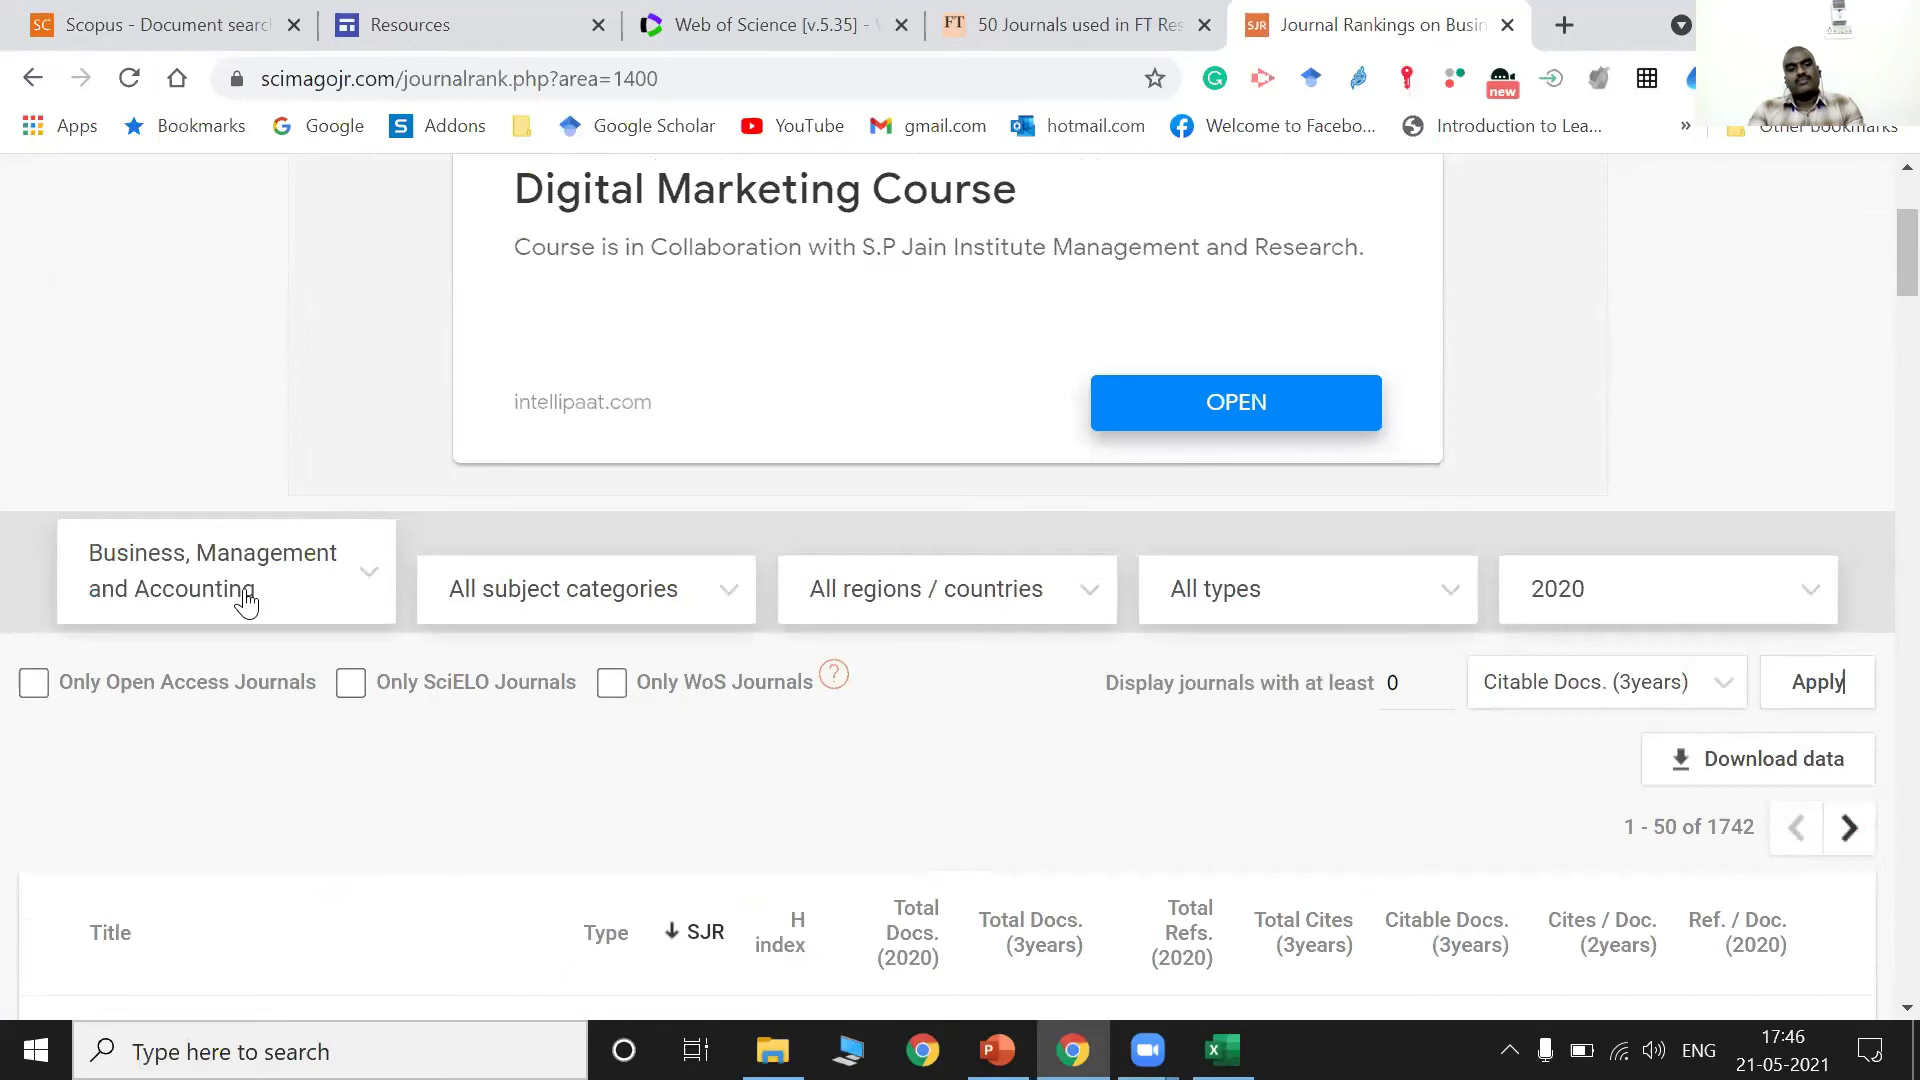 Scopus - Document searc
Resources
Web of Science [v.5.35] -
50 Journals used in FT Res
Journal Rankings on Busin
scimagojr.com/journalrank.php?area=1400
new
Apps
Bookmarks
Google
Addons
Google Scholar
YouTube
gmail.com
hotmail.com
Welcome to Facebo...
Introduction to Lea...
»
Other bookmarks
Digital Marketing Course
Course is in Collaboration with S.P Jain Institute Management and Research.
intellipaat.com
OPEN
Business, Management
and Accounting
All subject categories
All regions / countries
All types
2020
Only Open Access Journals
Only SciELO Journals
Only WoS Journals
?
Display journals with at least 0
Citable Docs. (3years)
Apply
Download data
1 - 50 of 1742
Title
Type
SJR
H
index
Total
Docs.
(2020)
Total Docs.
(3years)
Total
Refs.
(2020)
Total Cites
(3years)
Citable Docs.
(3years)
Cites / Doc.
(2years)
Ref. / Doc.
(2020)
Type here to search
ENG
17:46
21-05-2021